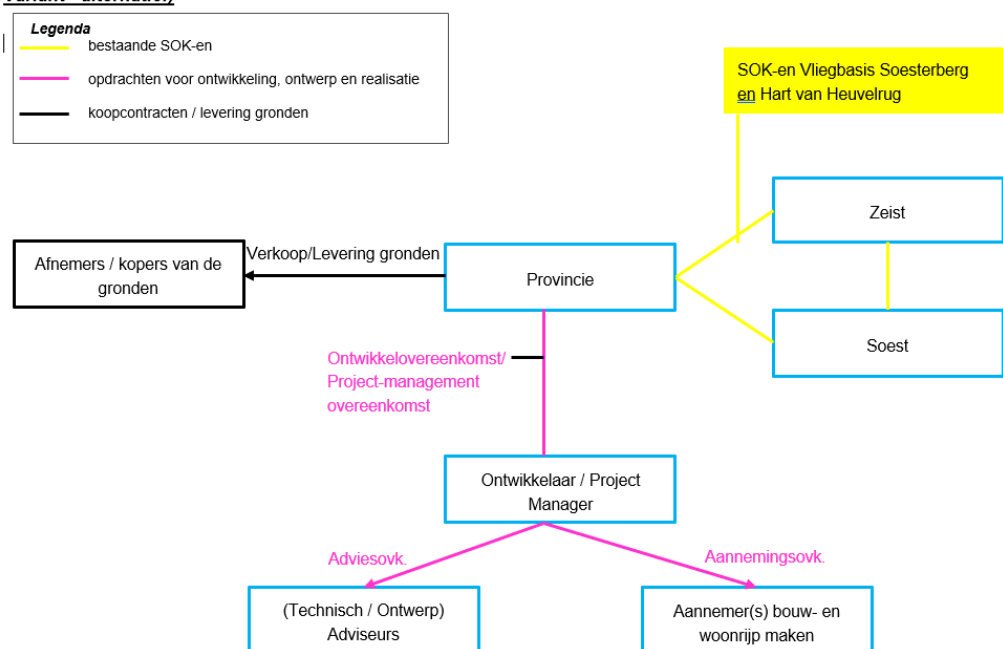 Variant - alternatief)
Legenda
bestaande SOK-en
opdrachten voor ontwikkeling, ontwerp en realisatie
koopcontracten / levering gronden
SOK-en Vliegbasis Soesterberg
en Hart van Heuvelrug
Zeist
Afnemers / kopers van de
gronden
Verkoop/Levering gronden
Provincie
Soest
Ontwikkelovereenkomst/
Project-management
overeenkomst
Ontwikkelaar / Project
Manager
Adviesovk.
Aannemingsovk.
(Technisch / Ontwerp)
Adviseurs
Aannemer(s) bouw- en
woonrijp maken